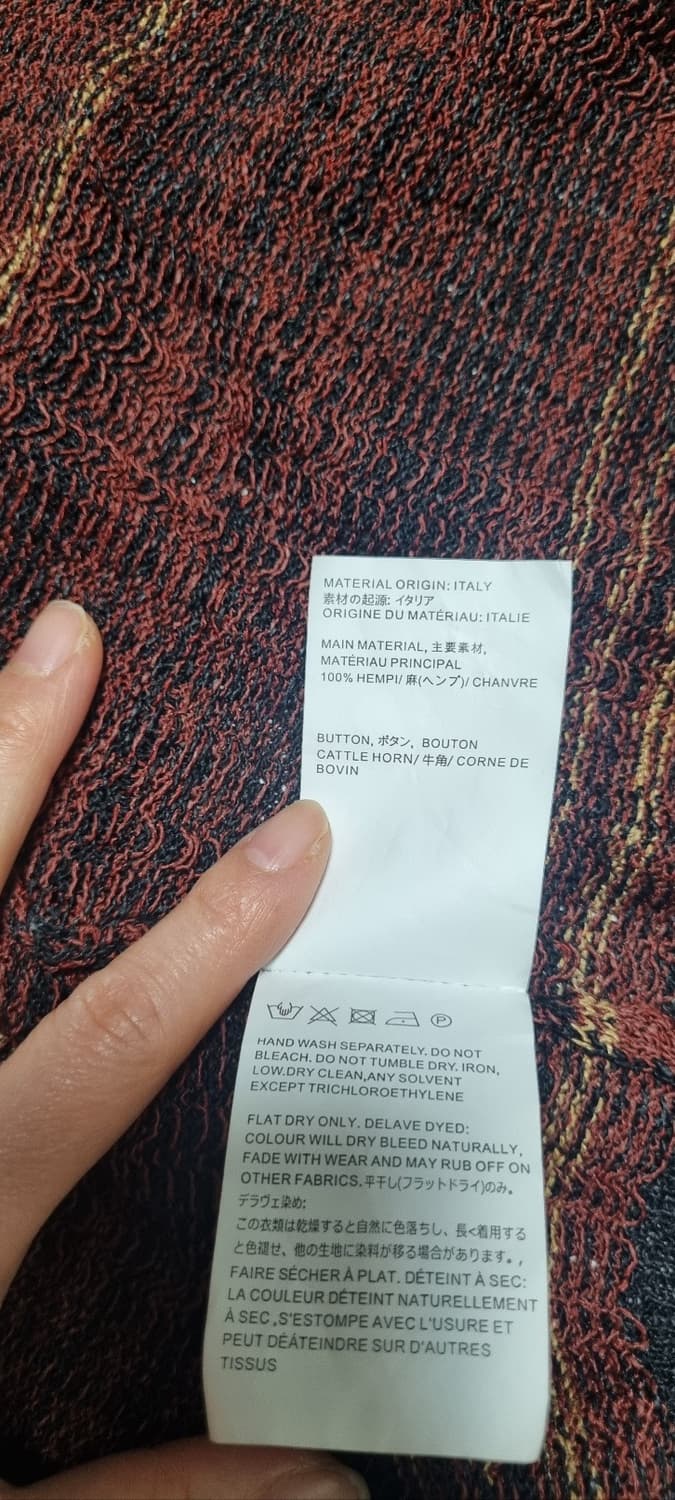 MATERIAL ORIGIN: ITALY
素材の起源: イタリア
ORIGINE DU MATÉRIAU: ITALIE
MAIN MATERIAL, 主要素材,
MATÉRIAU PRINCIPAL
100% HEMPI/ 麻(ヘンプ)/ CHANVRE
BUTTON, ボタン, BOUTON
CATTLE HORN/ 牛角/ CORNE DE
BOVIN
P
HAND WASH SEPARATELY. DO NOT
BLEACH. DO NOT TUMBLE DRY. IRON,
LOW.DRY CLEAN,ANY SOLVENT
EXCEPT TRICHLOROETHYLENE
FLAT DRY ONLY. DELAVE DYED:
COLOUR WILL DRY BLEED NATURALLY,
FADE WITH WEAR AND MAY RUB OFF ON
OTHER FABRICS.平干し(フラットドライ)のみ。
デラヴェ染め:
この衣類は乾燥すると自然に色落ちし、長<着用する
と色褪せ、他の生地に染料が移る場合があります。,
FAIRE SÉCHER À PLAT. DÉTEINT À SEC:
LA COULEUR DÉTEINT NATURELLEMENT
À SEC ,S'ESTOMPE AVEC L'USURE ET
PEUT DÉÁTEINDRE SUR D'AUTRES
TISSUS